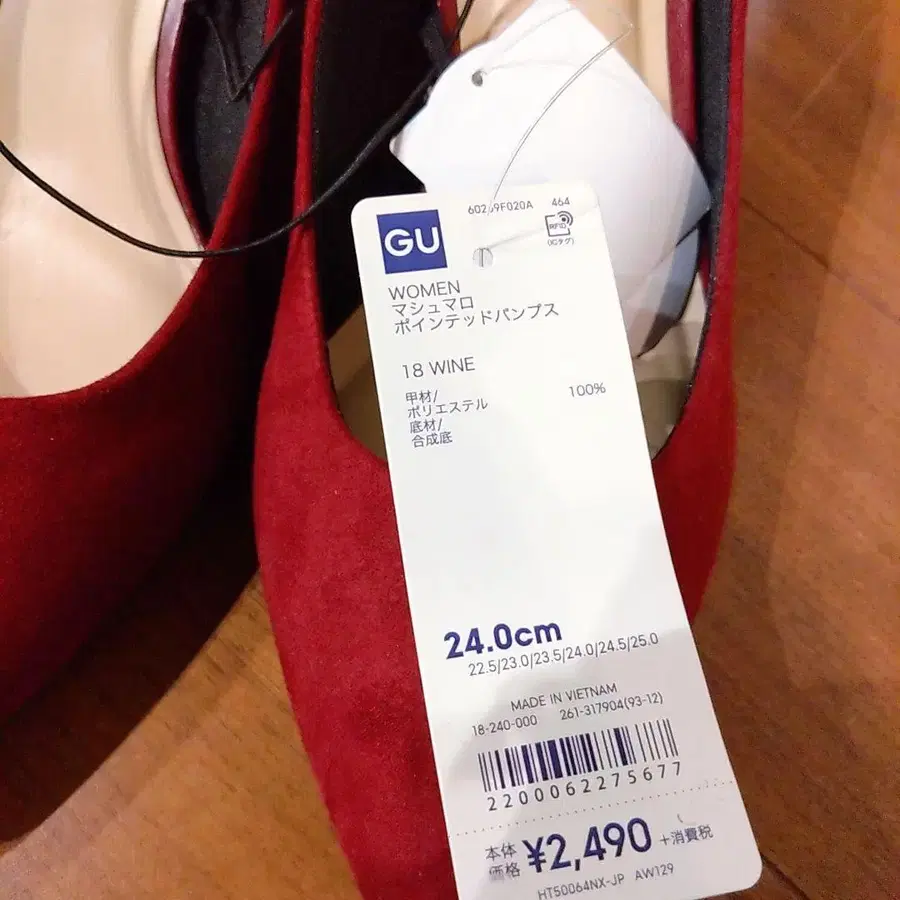 464
RFID
(ICタグ)
GU
WOMEN
マシュマロ
ポインテッドパンプス
18 WINE
甲材/
ポリエステル 100%
底材/
合成底
24.0cm
22.5/23.0/23.5/24.0/24.5/25.0
MADE IN VIETNAM
18-240-000 261-317904(93-12)
2200062275677
本体
価格 ¥2,490 +消費税
HT50064NX-JP AW129